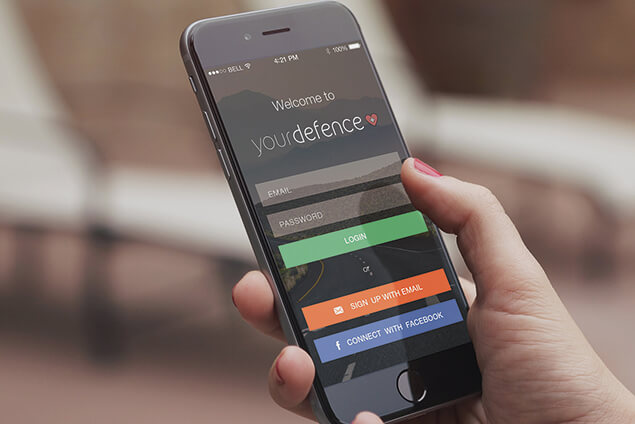 BELL 4:21 PM 100%
Welcome to
yourdefence
EMAIL
PASSWORD
LOGIN
or
SIGN UP WITH EMAIL
f CONNECT WITH FACEBOOK